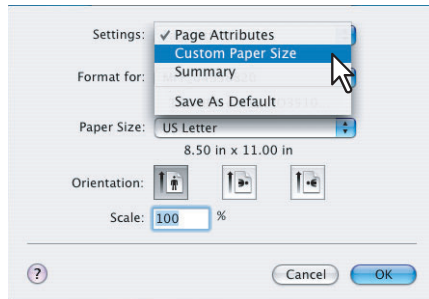 Settings: ✓ Page Attributes
Custom Paper Size
Format for: Summary
Save As Default
Paper Size: US Letter
8.50 in x 11.00 in
Orientation:
Scale: 100 %
? Cancel OK